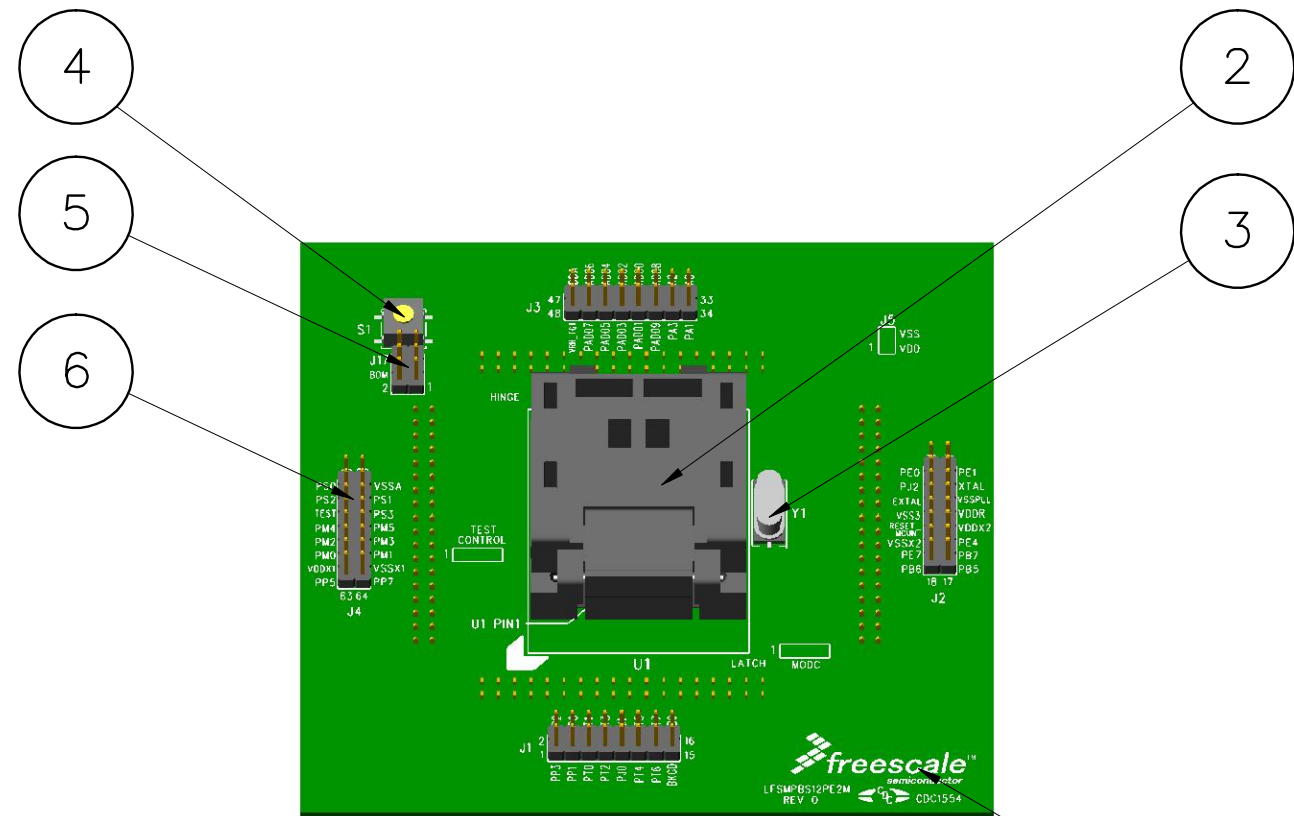 4
2
5
3
6
S1
J17
BDM
2
1
J3
47
48
33
34
PAD07
PAD05
PAD03
PAD01
PAD09
PA3
PA1
J5
VSS
1
VDD
HINGE
PS0
VSSA
PS2
PS1
TEST
PS3
PM4
PM5
PM2
PM3
PM0
PM1
VDDX1
VSSX1
PP5
PP7
63 64
J4
TEST
CONTROL
1
Y1
PE0
PE1
PJ2
XTAL
EXTAL
VSSPLL
VSS3
VDDR
RESET
VDDX2
VSSX2
PE4
PE7
PB7
PB6
PB5
18 17
J2
U1 PIN1
U1
LATCH
1
MODC
J1
2
1
16
15
PP3
PP1
PT0
PT2
PJ0
PT4
PT6
BKGD
freescale™
semiconductor
LFSMPBS12PE2M
REV 0
CDC
CDC1554